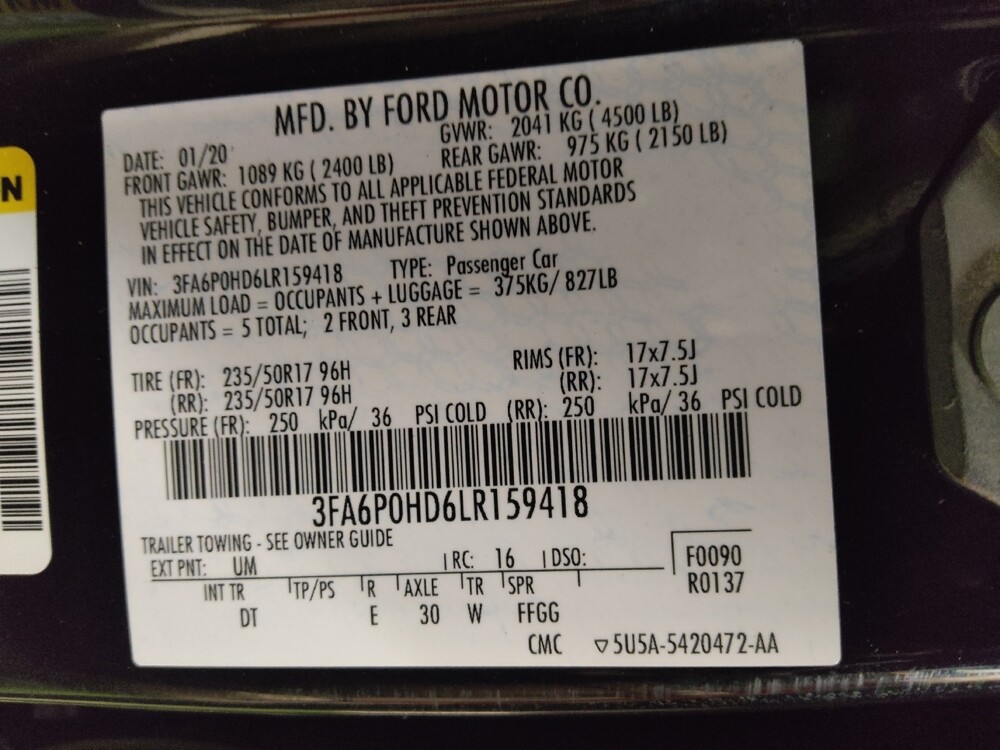 MFD. BY FORD MOTOR CO.
DATE: 01/20 GVWR: 2041 KG ( 4500 LB)
FRONT GAWR: 1089 KG ( 2400 LB) REAR GAWR: 975 KG ( 2150 LB)
THIS VEHICLE CONFORMS TO ALL APPLICABLE FEDERAL MOTOR
VEHICLE SAFETY, BUMPER, AND THEFT PREVENTION STANDARDS
IN EFFECT ON THE DATE OF MANUFACTURE SHOWN ABOVE.
VIN: 3FA6P0HD6LR159418 TYPE: Passenger Car
MAXIMUM LOAD = OCCUPANTS + LUGGAGE = 375KG/ 827LB
OCCUPANTS = 5 TOTAL; 2 FRONT, 3 REAR
TIRE (FR): 235/50R17 96H RIMS (FR): 17x7.5J
(RR): 235/50R17 96H (RR): 17x7.5J
PRESSURE (FR): 250 kPa/ 36 PSI COLD (RR): 250 kPa/ 36 PSI COLD
3FA6P0HD6LR159418
TRAILER TOWING - SEE OWNER GUIDE
EXT PNT: UM RC: 16 DSO: F0090
INT TR TP/PS R AXLE TR SPR R0137
DT E 30 W FFGG
CMC ▽5U5A-5420472-AA
N